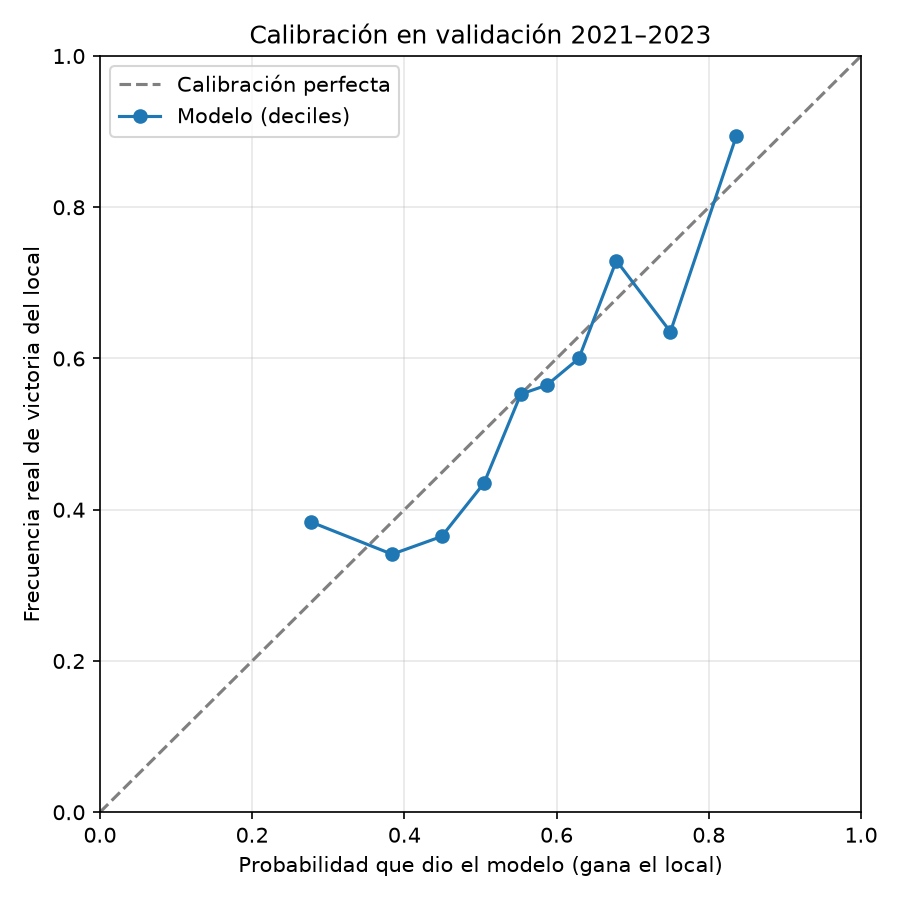 Calibración en validación 2021–2023
Calibración perfecta
Modelo (deciles)
Frecuencia real de victoria del local
1.0
0.8
0.6
0.4
0.2
0.0
0.0 0.2 0.4 0.6 0.8 1.0
Probabilidad que dio el modelo (gana el local)